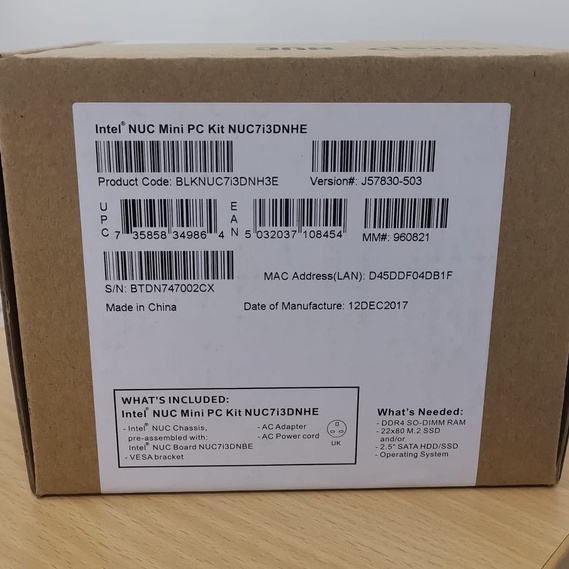 NUC
Intel® NUC Mini PC Kit NUC7i3DNHE
Product Code: BLKNUC7i3DNH3E
Version#: J57830-503
UPC
7 35858 34986 4
EAN
5 032037 108454
MM#: 960821
S/N: BTDN747002CX
MAC Address(LAN): D45DDF04DB1F
Made in China
Date of Manufacture: 12DEC2017
WHAT'S INCLUDED:
Intel® NUC Mini PC Kit NUC7i3DNHE
- Intel® NUC Chassis,
pre-assembled with:
Intel® NUC Board NUC7i3DNBE
- VESA bracket
- AC Adapter
- AC Power cord
UK
What's Needed:
- DDR4 SO-DIMM RAM
- 22x80 M.2 SSD
and/or
- 2.5" SATA HDD/SSD
- Operating System